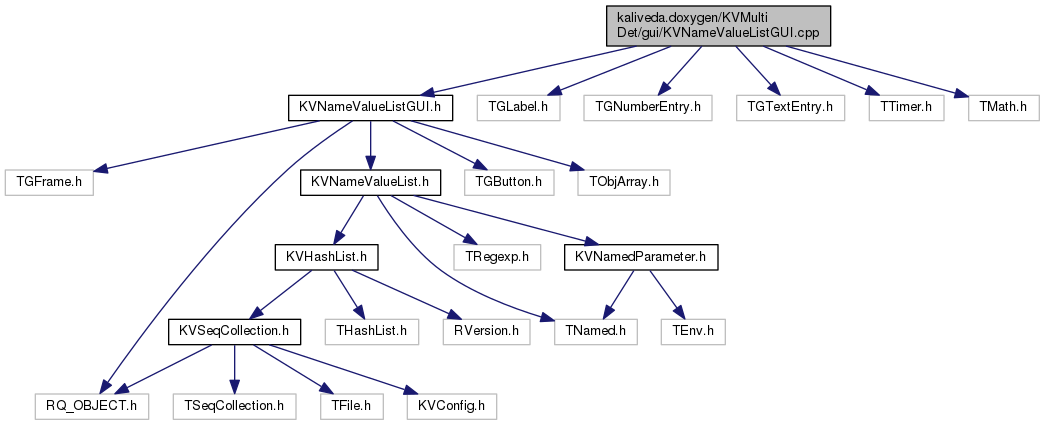 kaliveda.doxygen/KVMulti
Det/gui/KVNameValueListGUI.cpp
KVNameValueListGUI.h
TGLabel.h
TGNumberEntry.h
TGTextEntry.h
TTimer.h
TMath.h
TGFrame.h
KVNameValueList.h
TGButton.h
TObjArray.h
KVHashList.h
TRegexp.h
KVNamedParameter.h
KVSeqCollection.h
THashList.h
RVersion.h
TNamed.h
TEnv.h
RQ_OBJECT.h
TSeqCollection.h
TFile.h
KVConfig.h